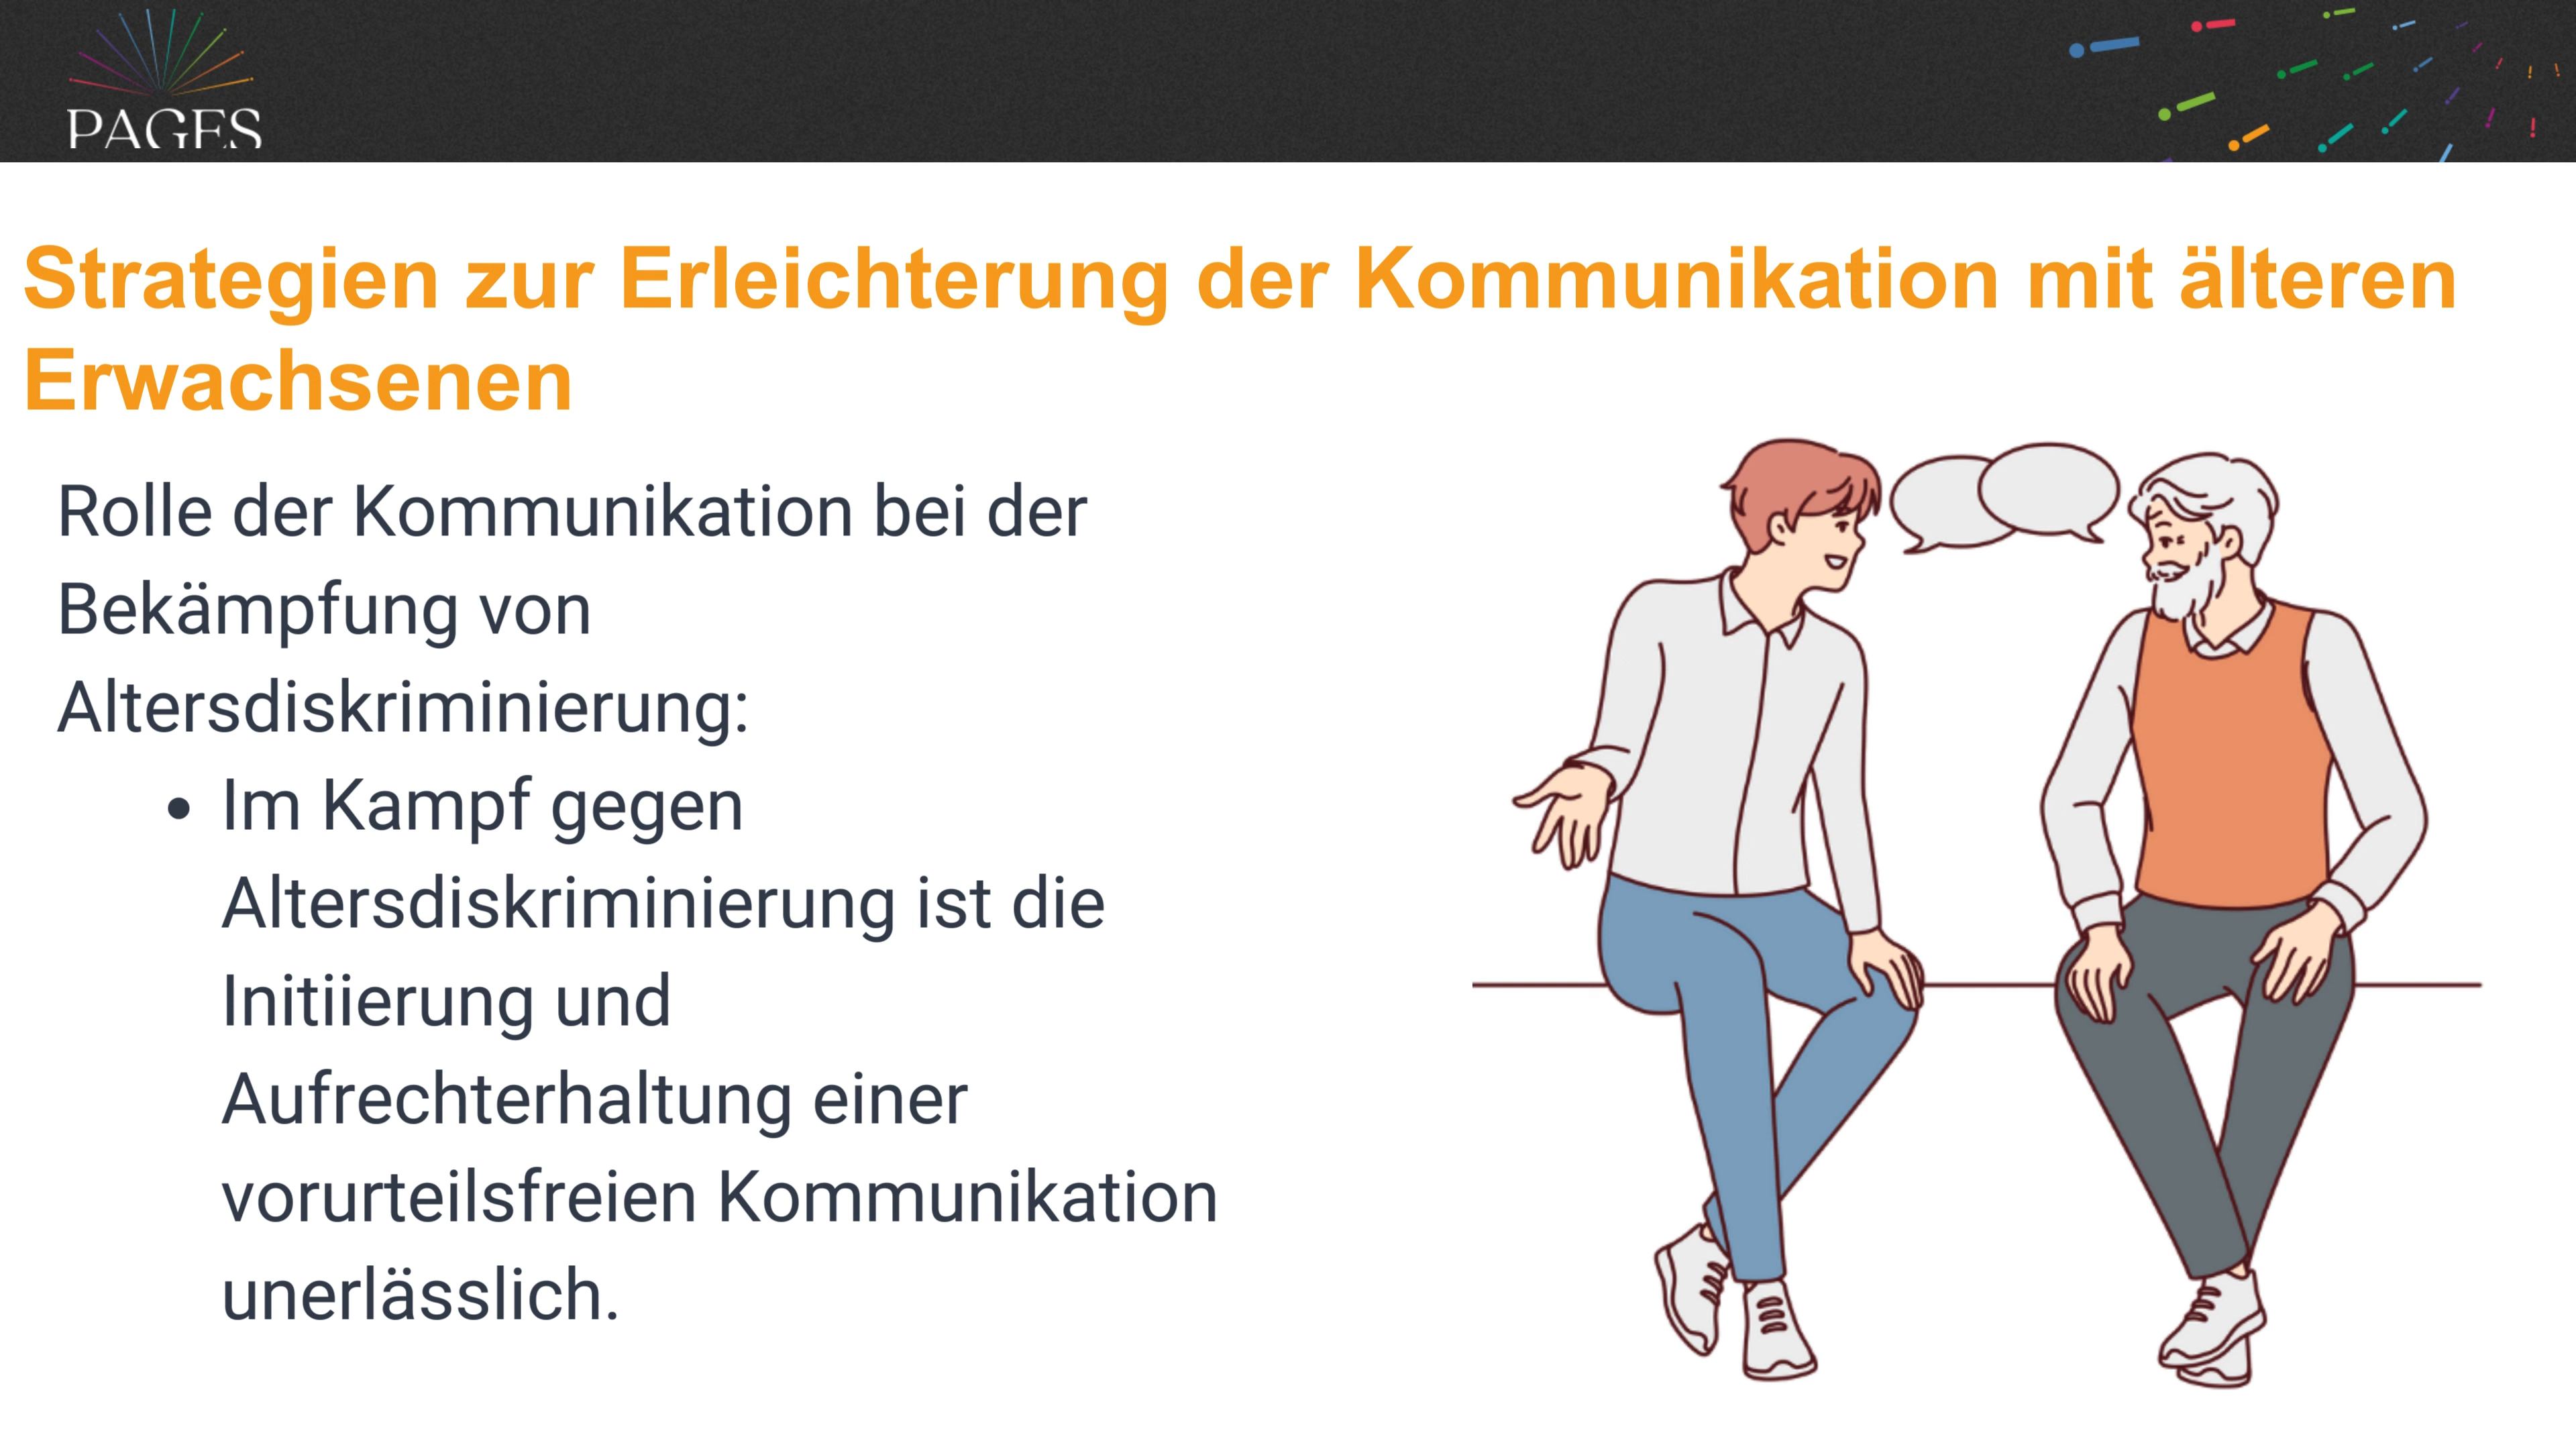 PAGES
Strategien zur Erleichterung der Kommunikation mit älteren
Erwachsenen
Rolle der Kommunikation bei der
Bekämpfung von
Altersdiskriminierung:
• Im Kampf gegen
Altersdiskriminierung ist die
Initiierung und
Aufrechterhaltung einer
vorurteilsfreien Kommunikation
unerlässlich.